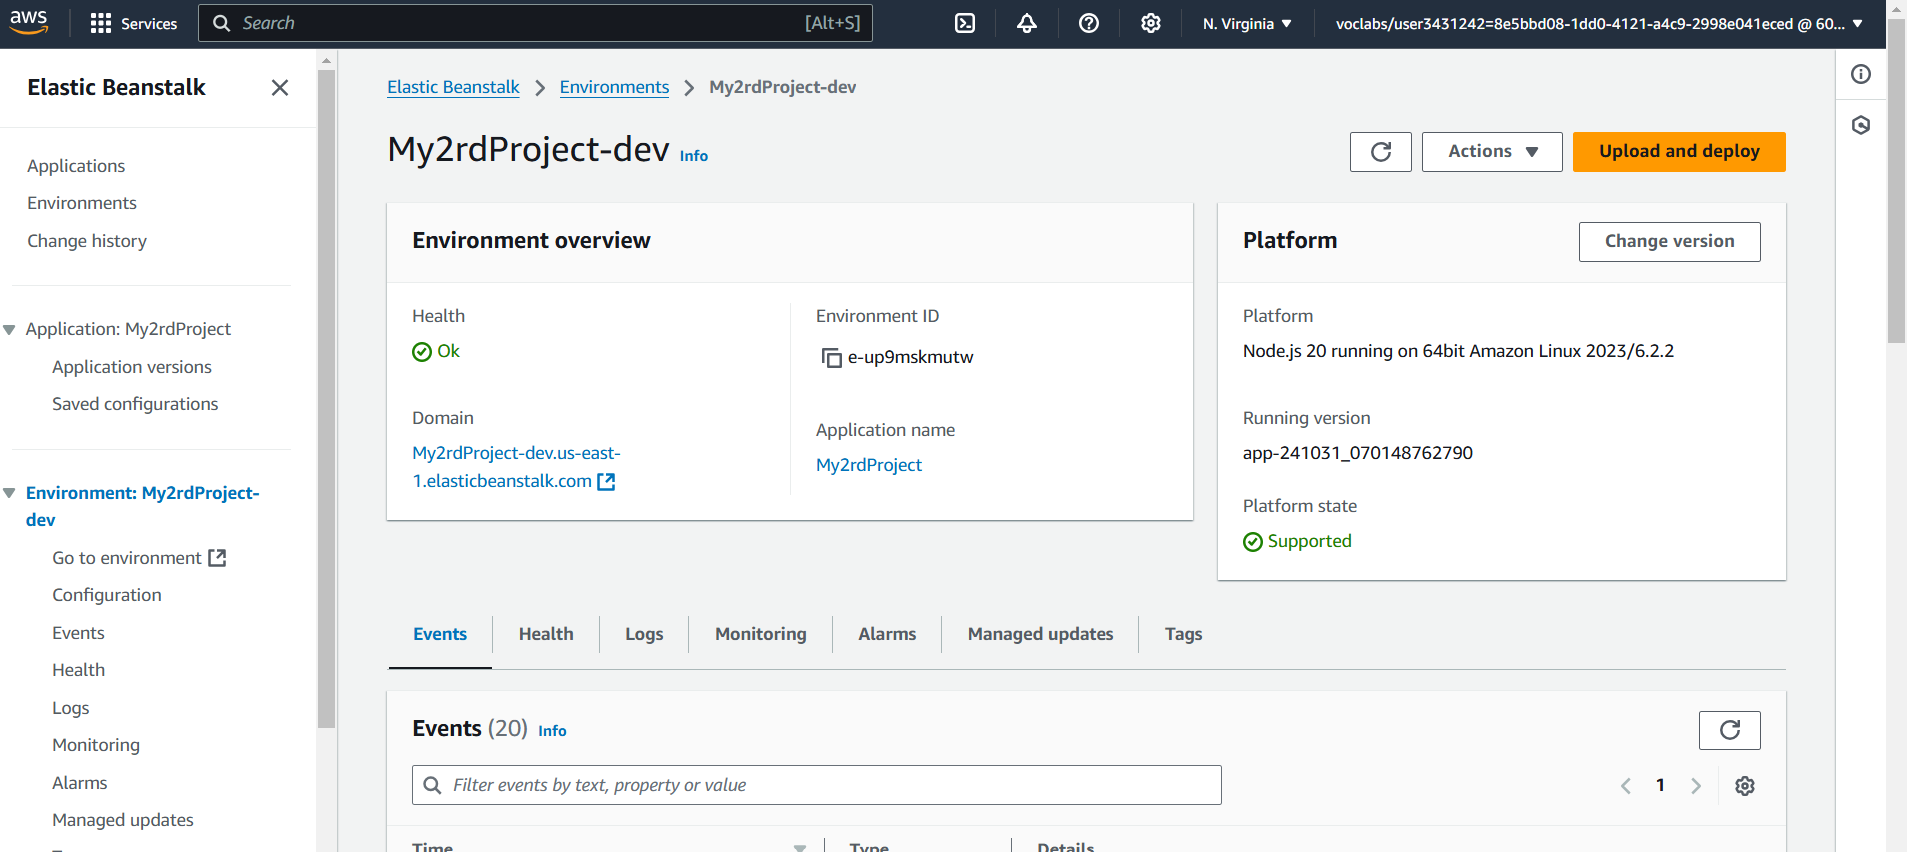 aws
Services
Search
[Alt+S]
N. Virginia
voclabs/user3431242=8e5bbd08-1dd0-4121-a4c9-2998e041eced @ 60...
Elastic Beanstalk
Applications
Environments
Change history
Application: My2rdProject
Application versions
Saved configurations
Environment: My2rdProject-
dev
Go to environment
Configuration
Events
Health
Logs
Monitoring
Alarms
Managed updates
Elastic Beanstalk
Environments
My2rdProject-dev
My2rdProject-dev Info
Actions
Upload and deploy
Environment overview
Health
Ok
Domain
My2rdProject-dev.us-east-
1.elasticbeanstalk.com
Environment ID
e-up9mskmutw
Application name
My2rdProject
Platform
Change version
Platform
Node.js 20 running on 64bit Amazon Linux 2023/6.2.2
Running version
app-241031_070148762790
Platform state
Supported
Events
Health
Logs
Monitoring
Alarms
Managed updates
Tags
Events (20) Info
Filter events by text, property or value
1
Time
Type
Details